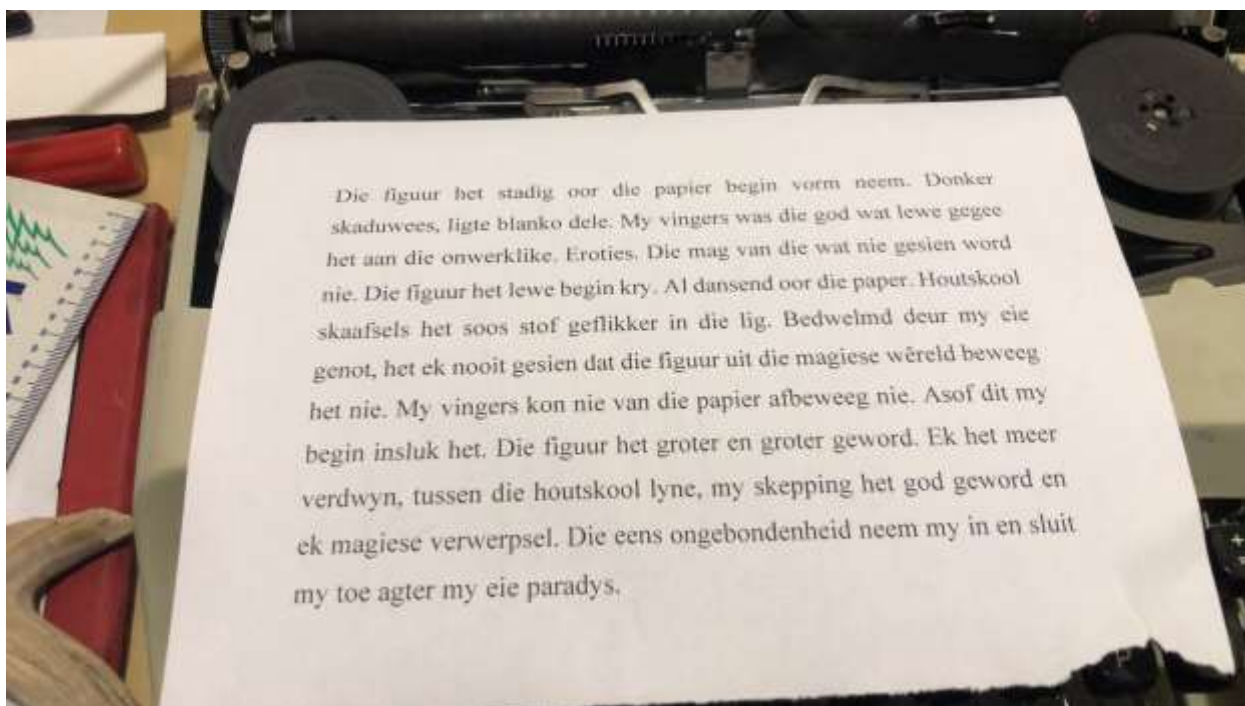 Die figuur het stadig oor die papier begin vorm neem. Donker
skaduwees, ligte blanko dele. My vingers was die god wat lewe gegee
het aan die onwerklike. Eroties. Die mag van die wat nie gesien word
nie. Die figuur het lewe begin kry. Al dansend oor die paper. Houtskool
skaafsels het soos stof geflikker in die lig. Bedwelmd deur my eie
genot, het ek nooit gesien dat die figuur uit die magiese wêreld beweeg
het nie. My vingers kon nie van die papier afbeweeg nie. Asof dit my
begin insluk het. Die figuur het groter en groter geword. Ek het meer
verdwyn, tussen die houtskool lyne, my skepping het god geword en
ek magiese verwerpsel. Die eens ongebondenheid neem my in en sluit
my toe agter my eie paradys.